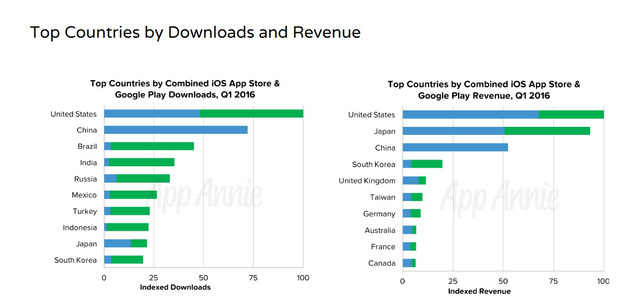 Top Countries by Downloads and Revenue
Top Countries by Combined iOS App Store &
Google Play Downloads, Q1 2016
United States
China
Brazil
India
Russia
Mexico
Turkey
Indonesia
Japan
South Korea
0 25 50 75 100
Indexed Downloads
App Annie
Top Countries by Combined iOS App Store &
Google Play Revenue, Q1 2016
United States
Japan
China
South Korea
United Kingdom
Taiwan
Germany
Australia
France
Canada
0 25 50 75 100
Indexed Revenue
App Annie